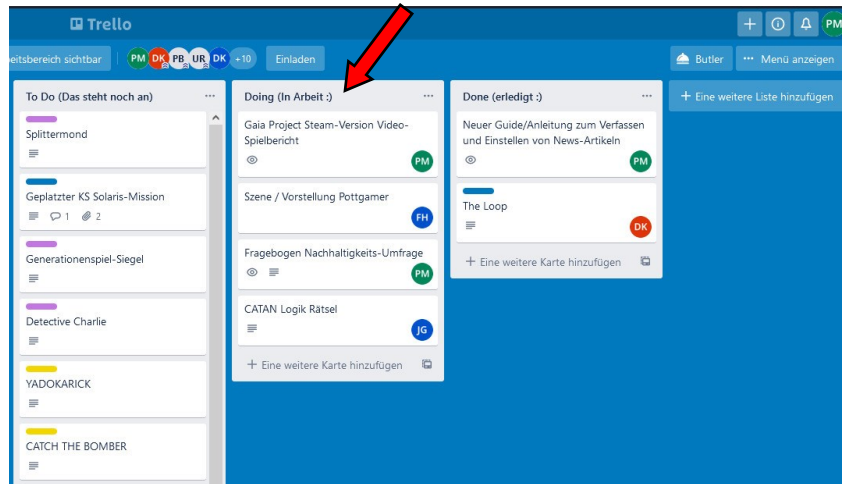 Trello
PM
eitsbereich sichtbar
PM DK PB UR DK +10
Einladen
Butler
Menü anzeigen
To Do (Das steht noch an)
Splittermond
Geplatzter KS Solaris-Mission
1 2
Generationenspiel-Siegel
Detective Charlie
YADOKARICK
CATCH THE BOMBER
Doing (In Arbeit :)
Gaia Project Steam-Version Video-
Spielbericht
PM
Szene / Vorstellung Pottgamer
FH
Fragebogen Nachhaltigkeits-Umfrage
PM
CATAN Logik Rätsel
JG
+ Eine weitere Karte hinzufügen
Done (erledigt :)
Neuer Guide/Anleitung zum Verfassen
und Einstellen von News-Artikeln
PM
The Loop
DK
+ Eine weitere Karte hinzufügen
+ Eine weitere Liste hinzufügen